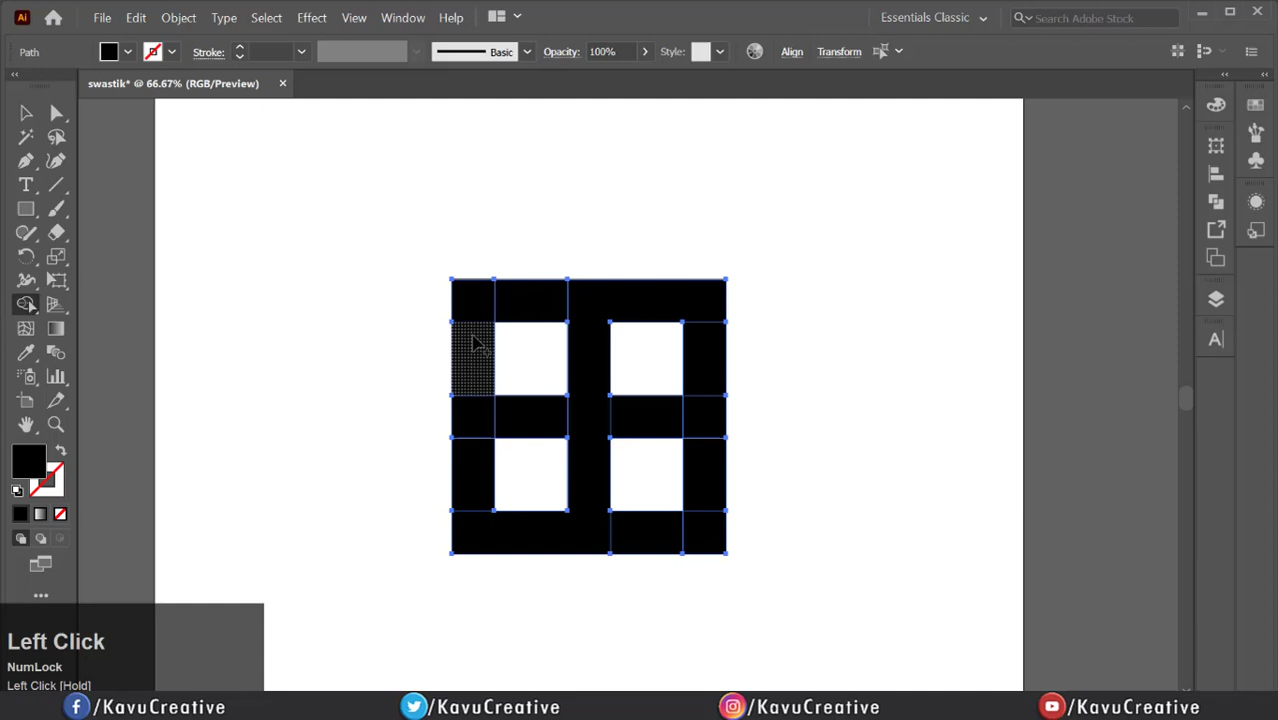 Ai File Edit Object Type Select Effect View Window Help Essentials Classic Search Adobe Stock
Path Stroke: Basic Opacity: 100% Style: Align Transform
swastik* @ 66.67% (RGB/Preview)
Left Click
NumLock
Left Click [Hold]
/KavuCreative /KavuCreative /KavuCreative /KavuCreative